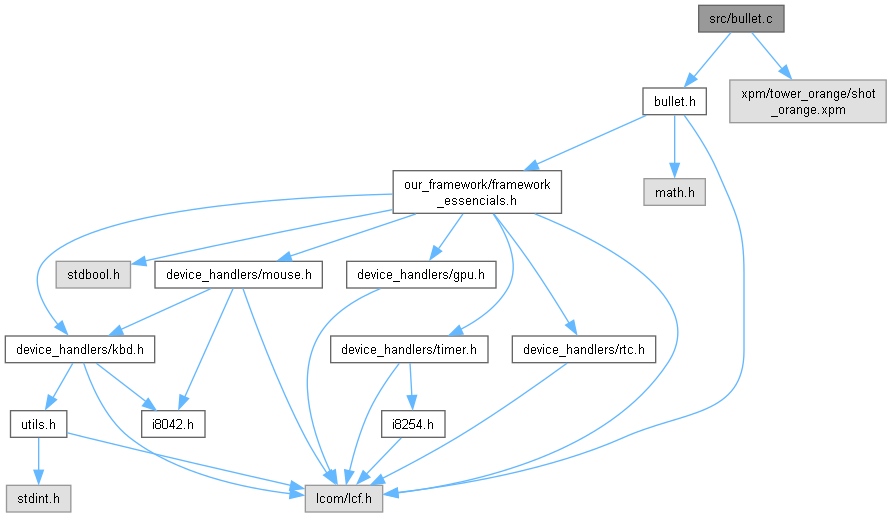 src/bullet.c
bullet.h
xpm/tower_orange/shot
_orange.xpm
our_framework/framework
_essencials.h
math.h
stdbool.h
device_handlers/mouse.h
device_handlers/gpu.h
device_handlers/kbd.h
device_handlers/timer.h
device_handlers/rtc.h
utils.h
i8042.h
i8254.h
stdint.h
lcom/lcf.h